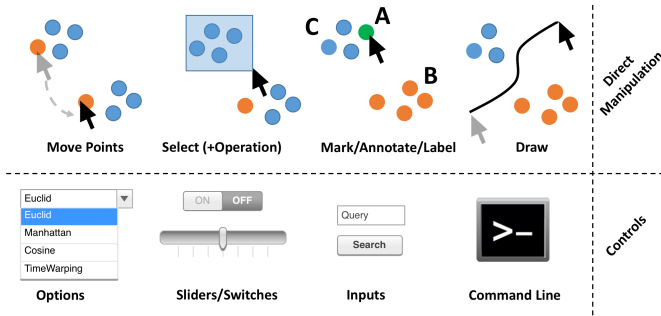 C
A
B
Move Points
Select (+Operation)
Mark/Annotate/Label
Draw
Direct
Manipulation
Euclid
Euclid
Manhattan
Cosine
TimeWarping
ON
OFF
Query
Search
>_
Options
Sliders/Switches
Inputs
Command Line
Controls